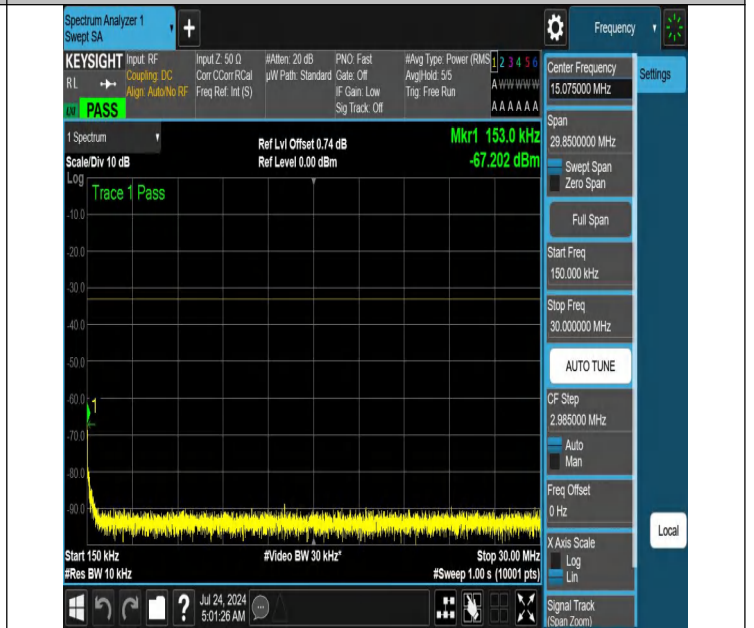 Spectrum Analyzer 1
Swept SA
+
Frequency
KEYSIGHT
RL
PASS
Input: RF
Coupling: DC
Align: Auto/No RF
Input Z: 50 Ω
Corr CCorr RCal
Freq Ref: Int (S)
#Atten: 20 dB
µW Path: Standard
PNO: Fast
Gate: Off
IF Gain: Low
Sig Track: Off
#Avg Type: Power (RMS
Avg|Hold: 5/5
Trig: Free Run
1 2 3 4 5 6
A W W W W W
A A A A A A
1 Spectrum
Scale/Div 10 dB
Ref Lvl Offset 0.74 dB
Ref Level 0.00 dBm
Mkr1 153.0 kHz
-67.202 dBm
Log
Trace 1 Pass
-10.0
-20.0
-30.0
-40.0
-50.0
-60.0
-70.0
-80.0
-90.0
1
Start 150 kHz
#Res BW 10 kHz
#Video BW 30 kHz*
Stop 30.00 MHz
#Sweep 1.00 s (10001 pts)
Center Frequency
15.075000 MHz
Settings
Span
29.8500000 MHz
Swept Span
Zero Span
Full Span
Start Freq
150.000 kHz
Stop Freq
30.000000 MHz
AUTO TUNE
CF Step
2.985000 MHz
Auto
Man
Freq Offset
0 Hz
Local
X Axis Scale
Log
Lin
Signal Track
(Span Zoom)
?
Jul 24, 2024
5:01:26 AM